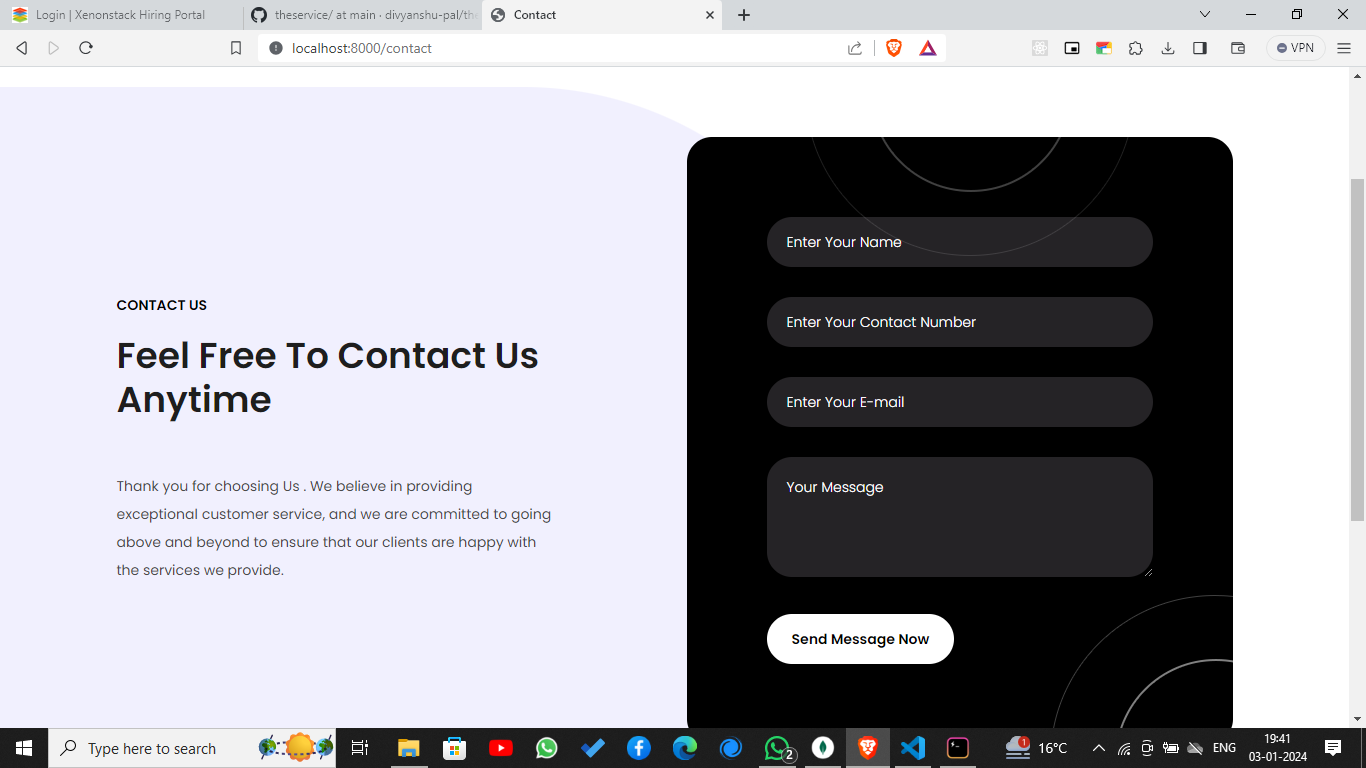 Login | Xenonstack Hiring Portal
theservice/ at main · divyanshu-pal/the
Contact
localhost:8000/contact
VPN
CONTACT US
Feel Free To Contact Us
Anytime
Thank you for choosing Us . We believe in providing
exceptional customer service, and we are committed to going
above and beyond to ensure that our clients are happy with
the services we provide.
Enter Your Name
Enter Your Contact Number
Enter Your E-mail
Your Message
Send Message Now
Type here to search
2
1
16°C
ENG
19:41
03-01-2024